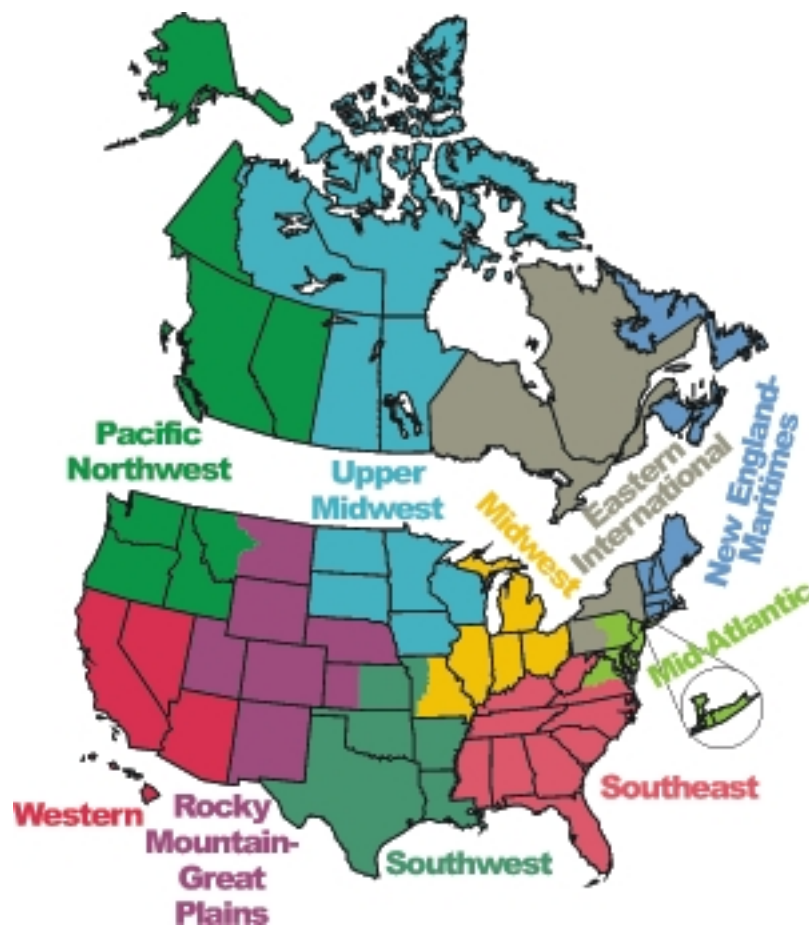 Pacific
Northwest
Upper
Midwest
Midwest
Eastern
International
New England-
Maritimes
Mid-Atlantic
Southeast
Western
Rocky
Mountain-
Great
Plains
Southwest